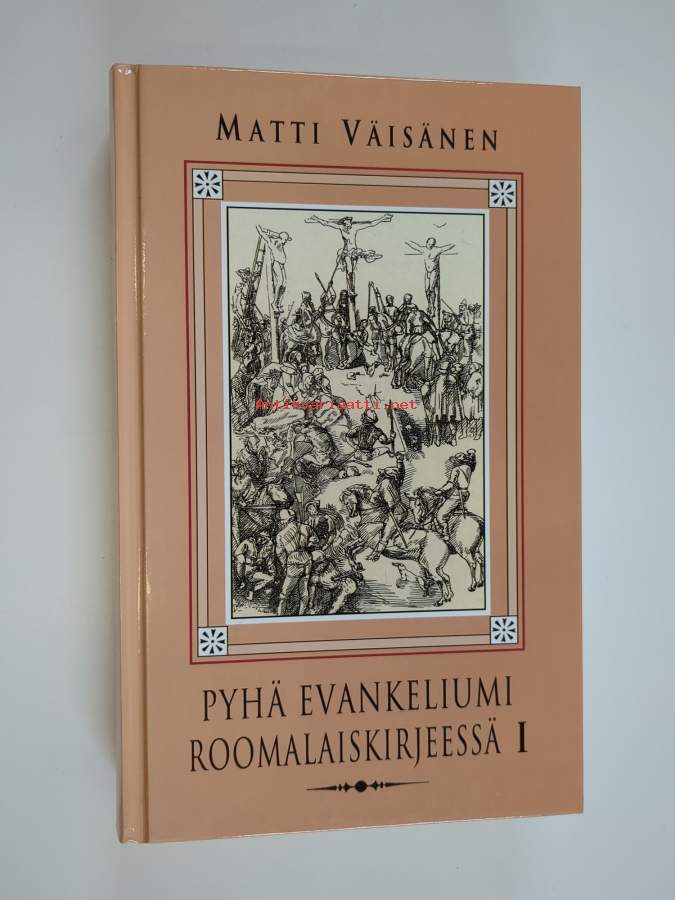 MATTI VÄISÄNEN
Antikvariaatti.net
PYHÄ EVANKELIUMI
ROOMALAISKIRJEESSÄ I